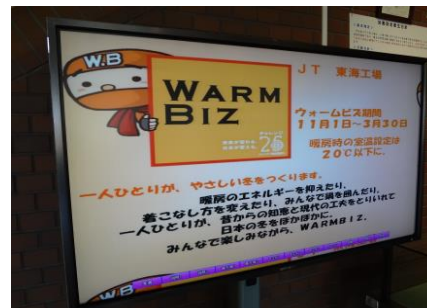 W.B
WARM
BIZ
JT 東海工場
ウォームビズ期間
11月1日~3月30日
暖房時の室温設定は
20℃以下に.
25
一人ひとりが、やさしい冬をつくります.
暖房のエネルギーを抑えたり、
着こなし方を変えたり、みんなで鍋を囲んだり、
一人ひとりが、昔からの知恵と現代の工夫をとりいれて
日本の冬をぽかぽかに.
みんなで楽しみながら、WARMBIZ.
W.B